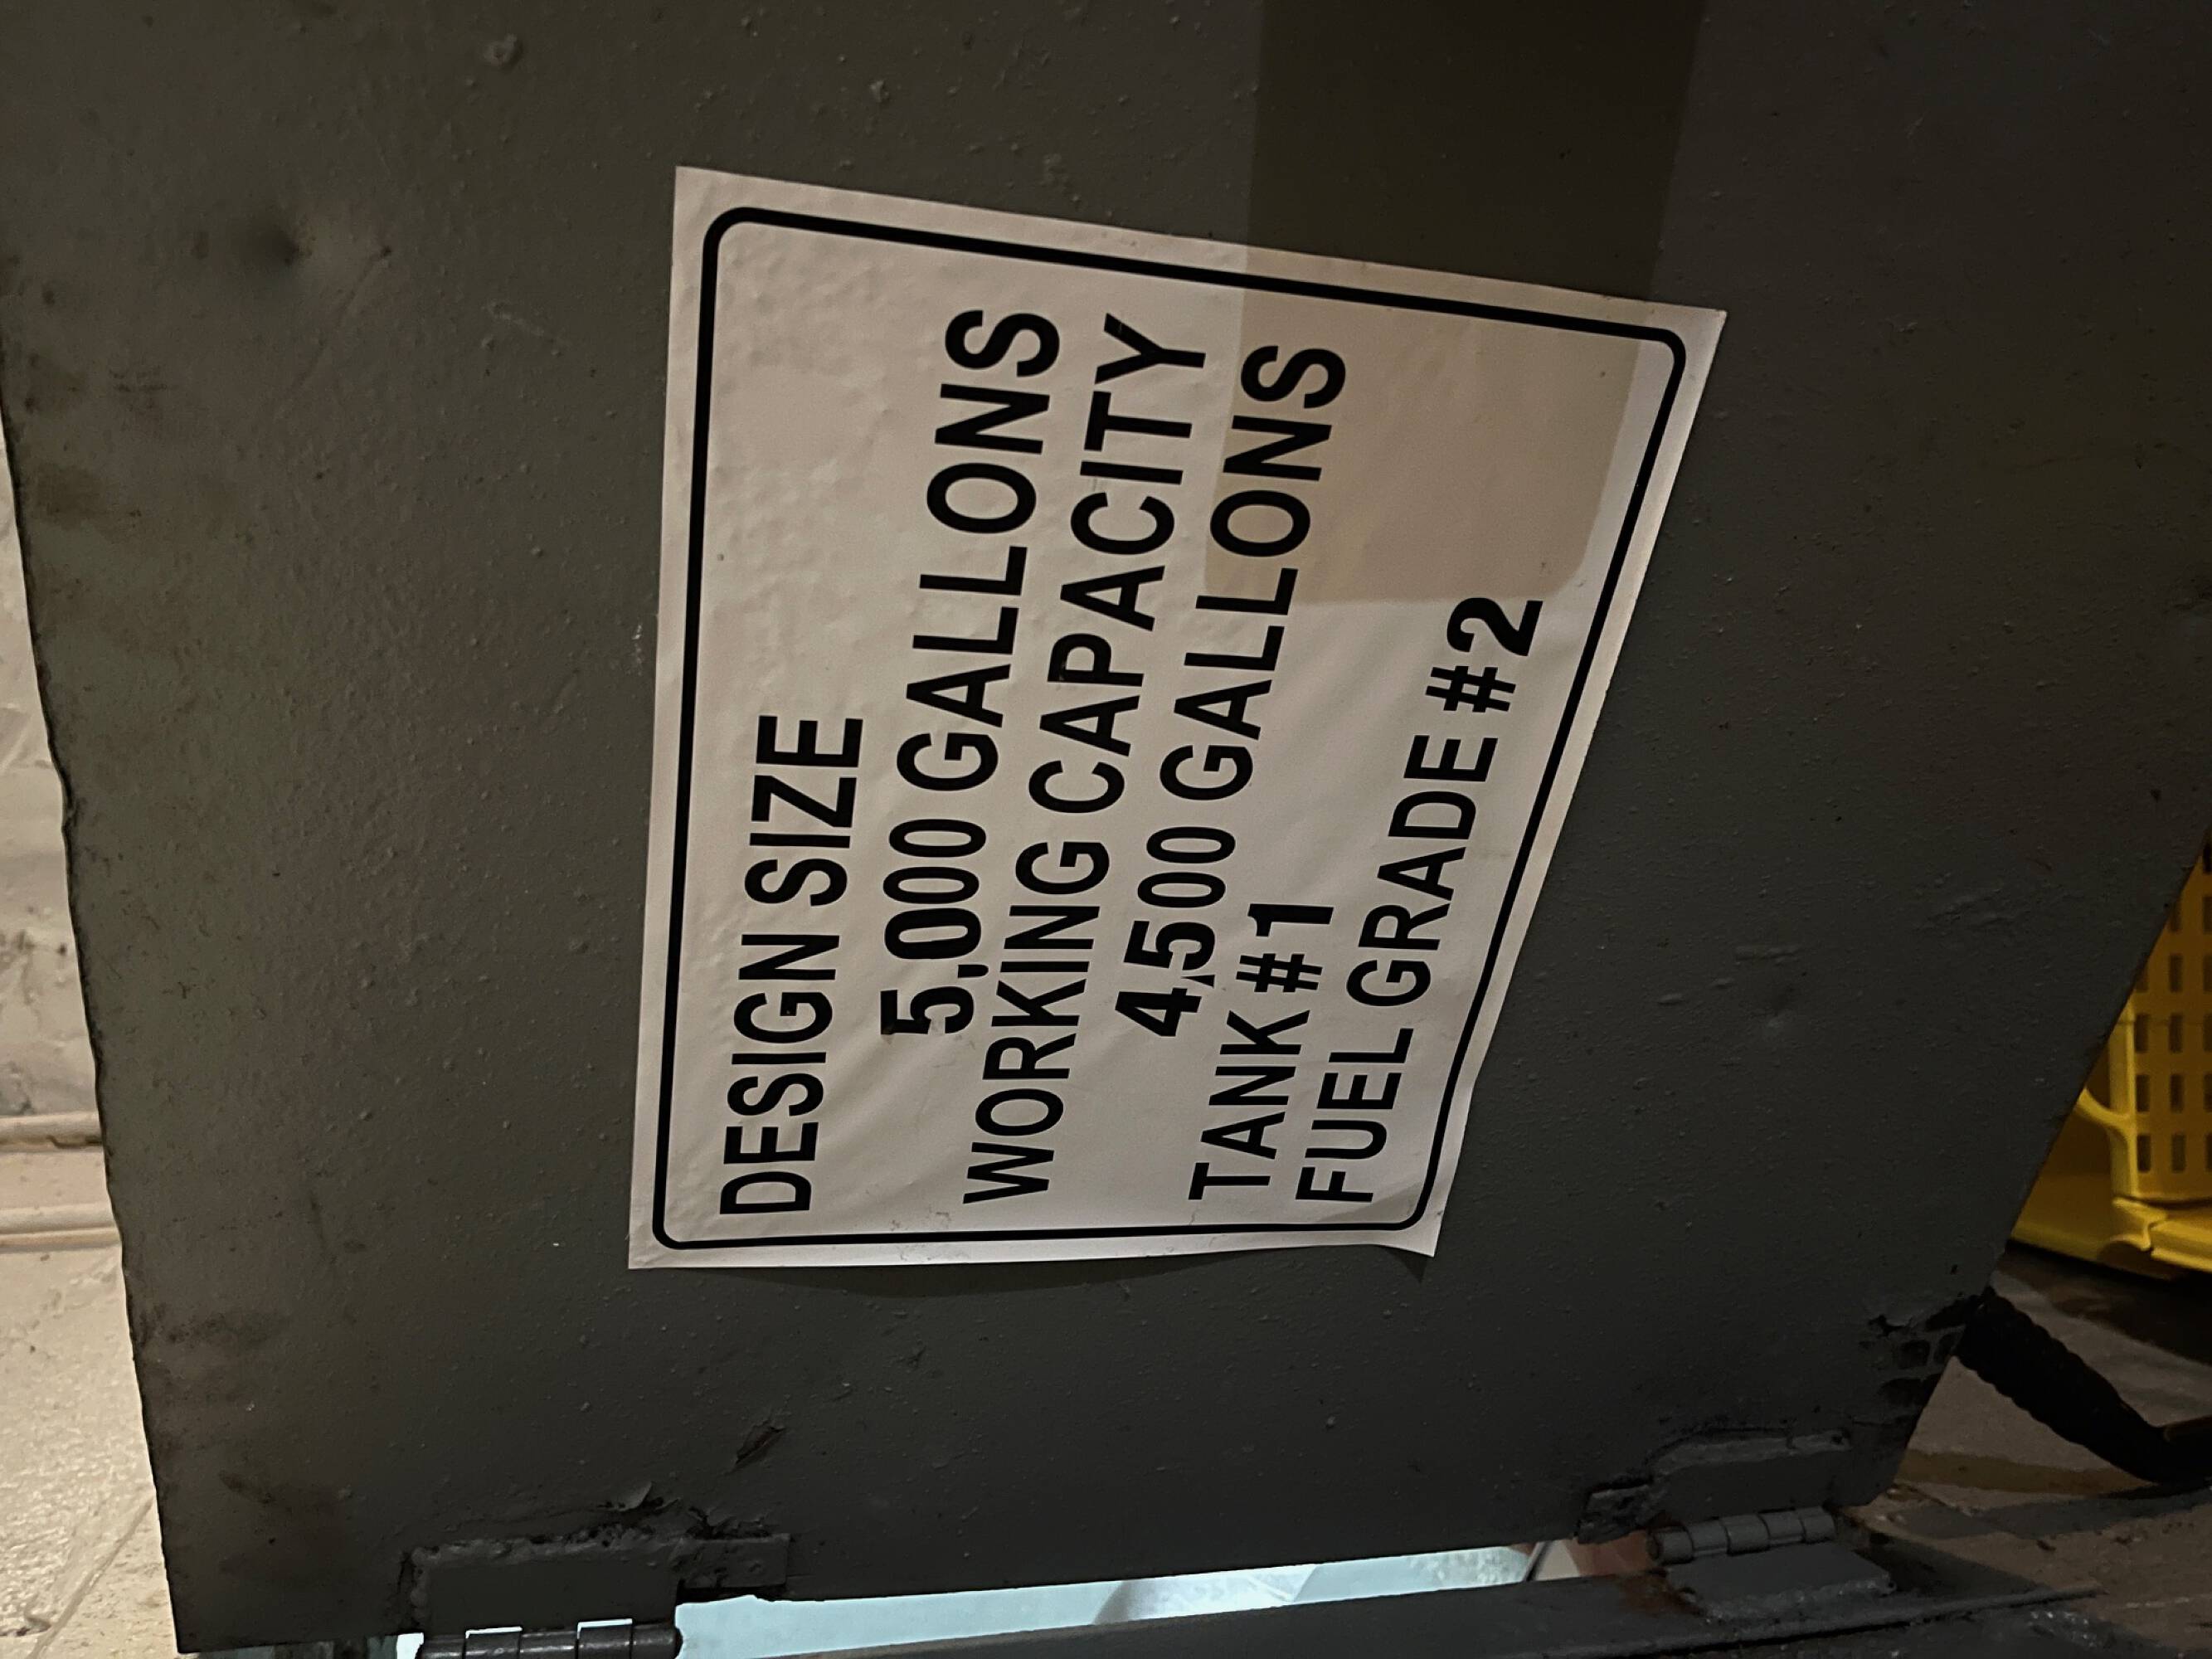 DESIGN SIZE
5,000 GALLONS
WORKING CAPACITY
4,500 GALLONS
TANK #1
FUEL GRADE #2